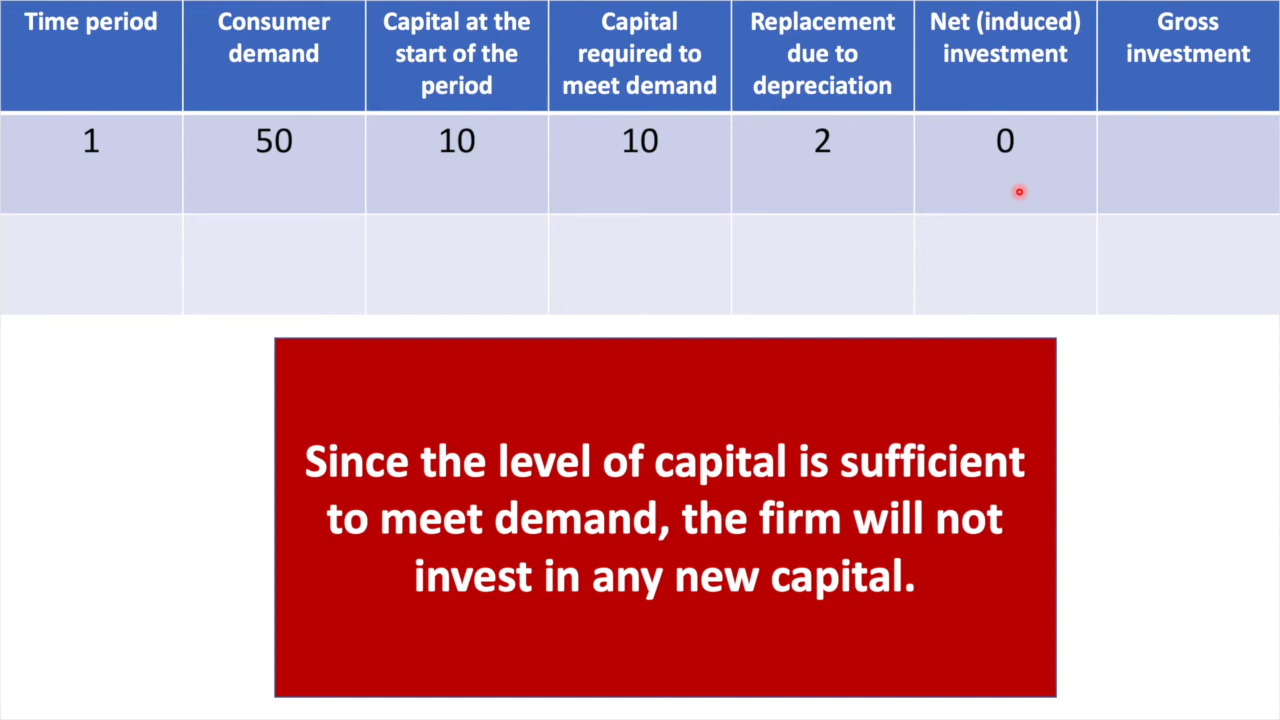 Time period
Consumer
demand
Capital at the
start of the
period
Capital
required to
meet demand
Replacement
due to
depreciation
Net (induced)
investment
Gross
investment
1
50
10
10
2
0
Since the level of capital is sufficient
to meet demand, the firm will not
invest in any new capital.